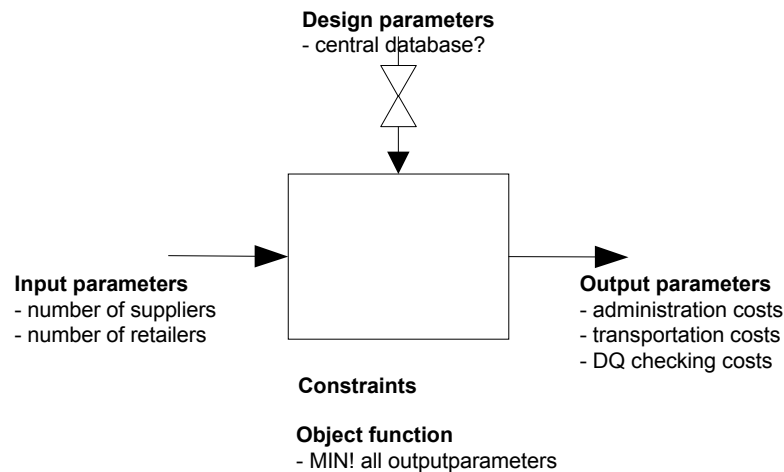 Design parameters
- central database?
Input parameters
- number of suppliers
- number of retailers
Output parameters
- administration costs
- transportation costs
- DQ checking costs
Constraints
Object function
- MIN! all outputparameters